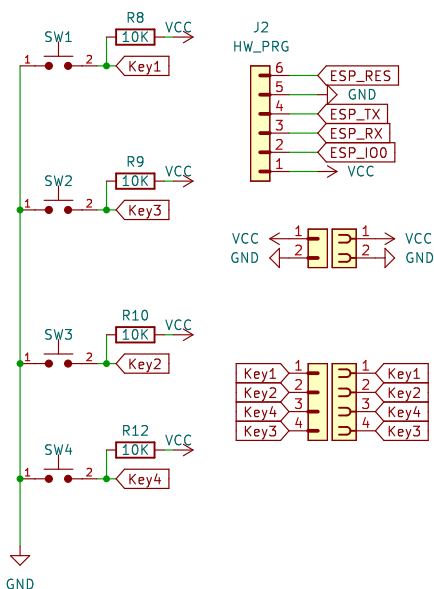 R8
SW1
VCC
10K
1
2
Key1
R9
SW2
VCC
10K
1
2
Key3
R10
SW3
VCC
10K
1
2
Key2
R12
SW4
VCC
10K
1
2
Key4
GND
J2
HW_PRG
6
ESP_RES
5
GND
4
ESP_TX
3
ESP_RX
2
ESP_IO0
1
VCC
VCC 1 1 VCC
GND 2 2 GND
Key1 1 1 Key1
Key2 2 2 Key2
Key4 3 3 Key4
Key3 4 4 Key3